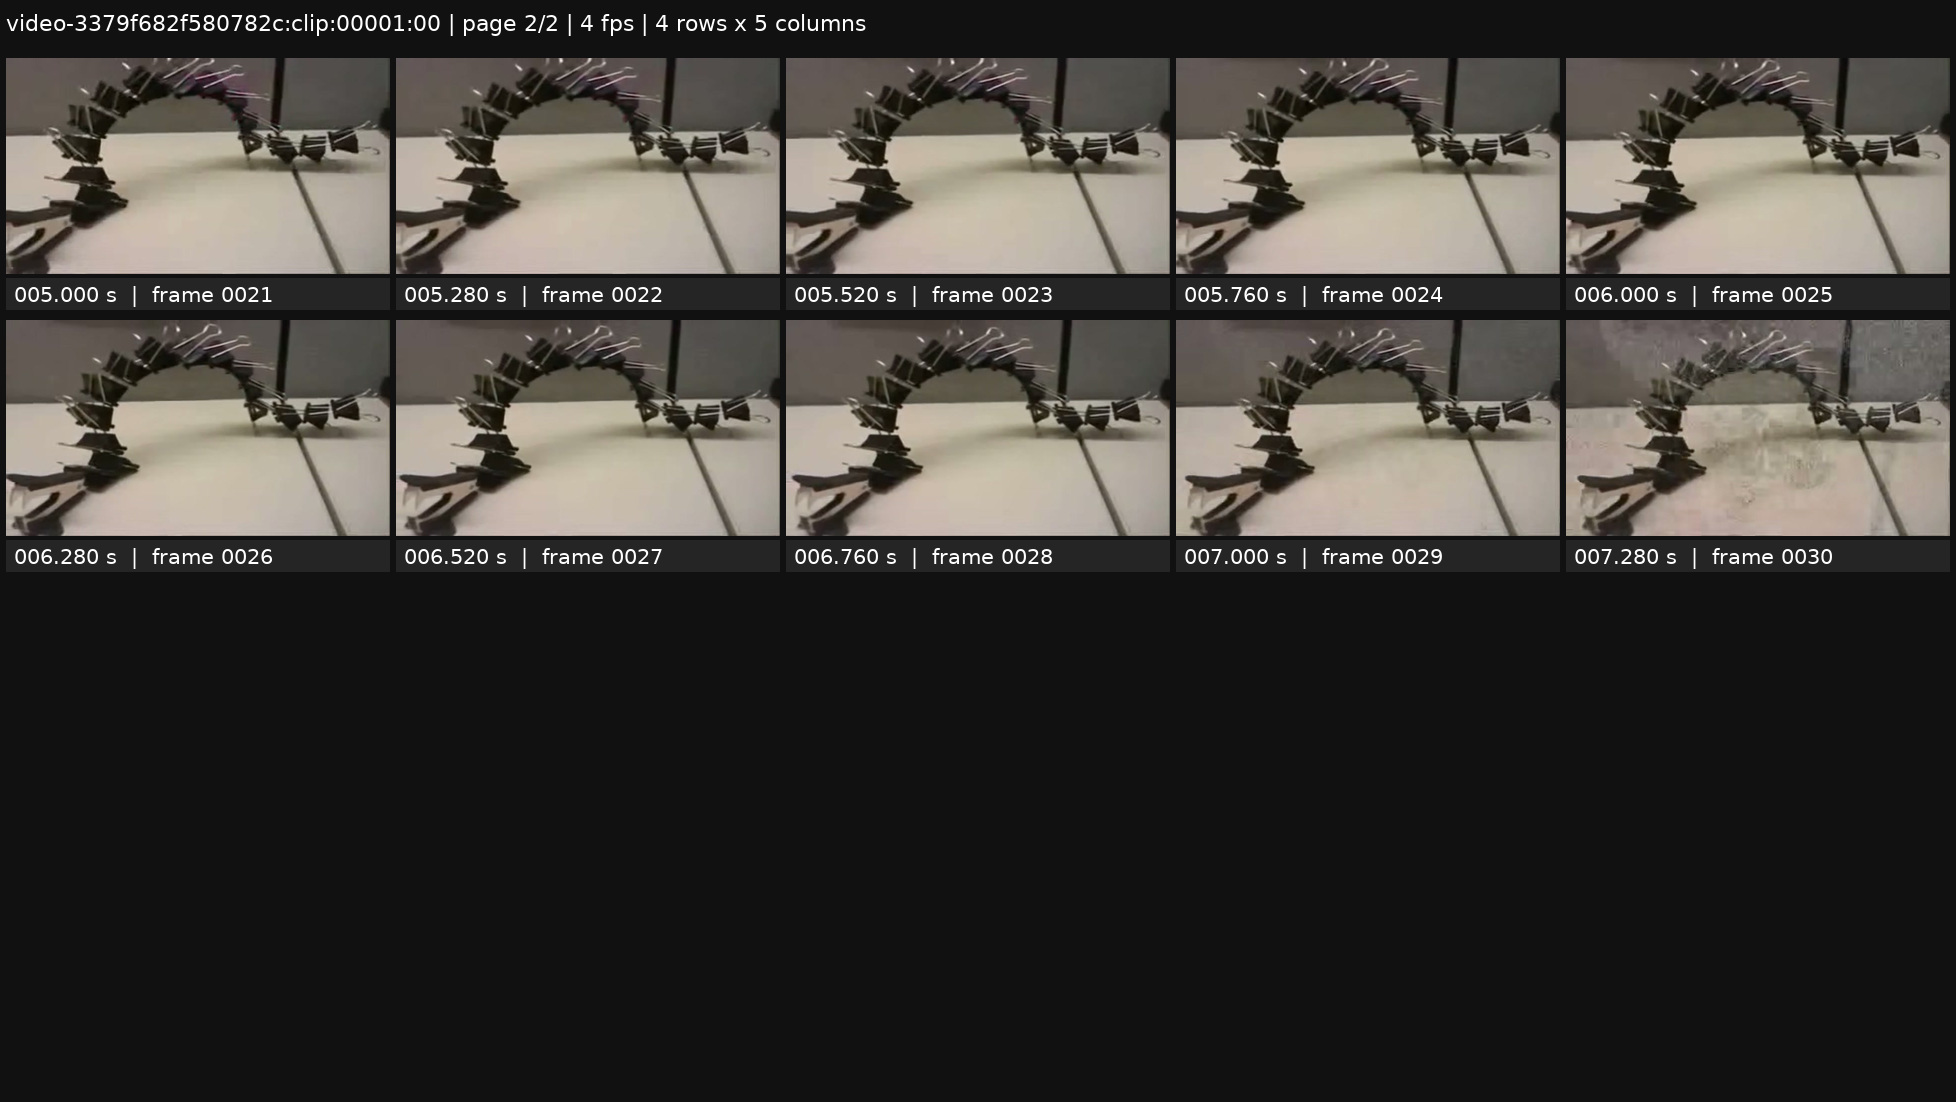 video-3379f682f580782c:clip:00001:00 | page 2/2 | 4 fps | 4 rows x 5 columns
005.000 s | frame 0021
005.280 s | frame 0022
005.520 s | frame 0023
005.760 s | frame 0024
006.000 s | frame 0025
006.280 s | frame 0026
006.520 s | frame 0027
006.760 s | frame 0028
007.000 s | frame 0029
007.280 s | frame 0030